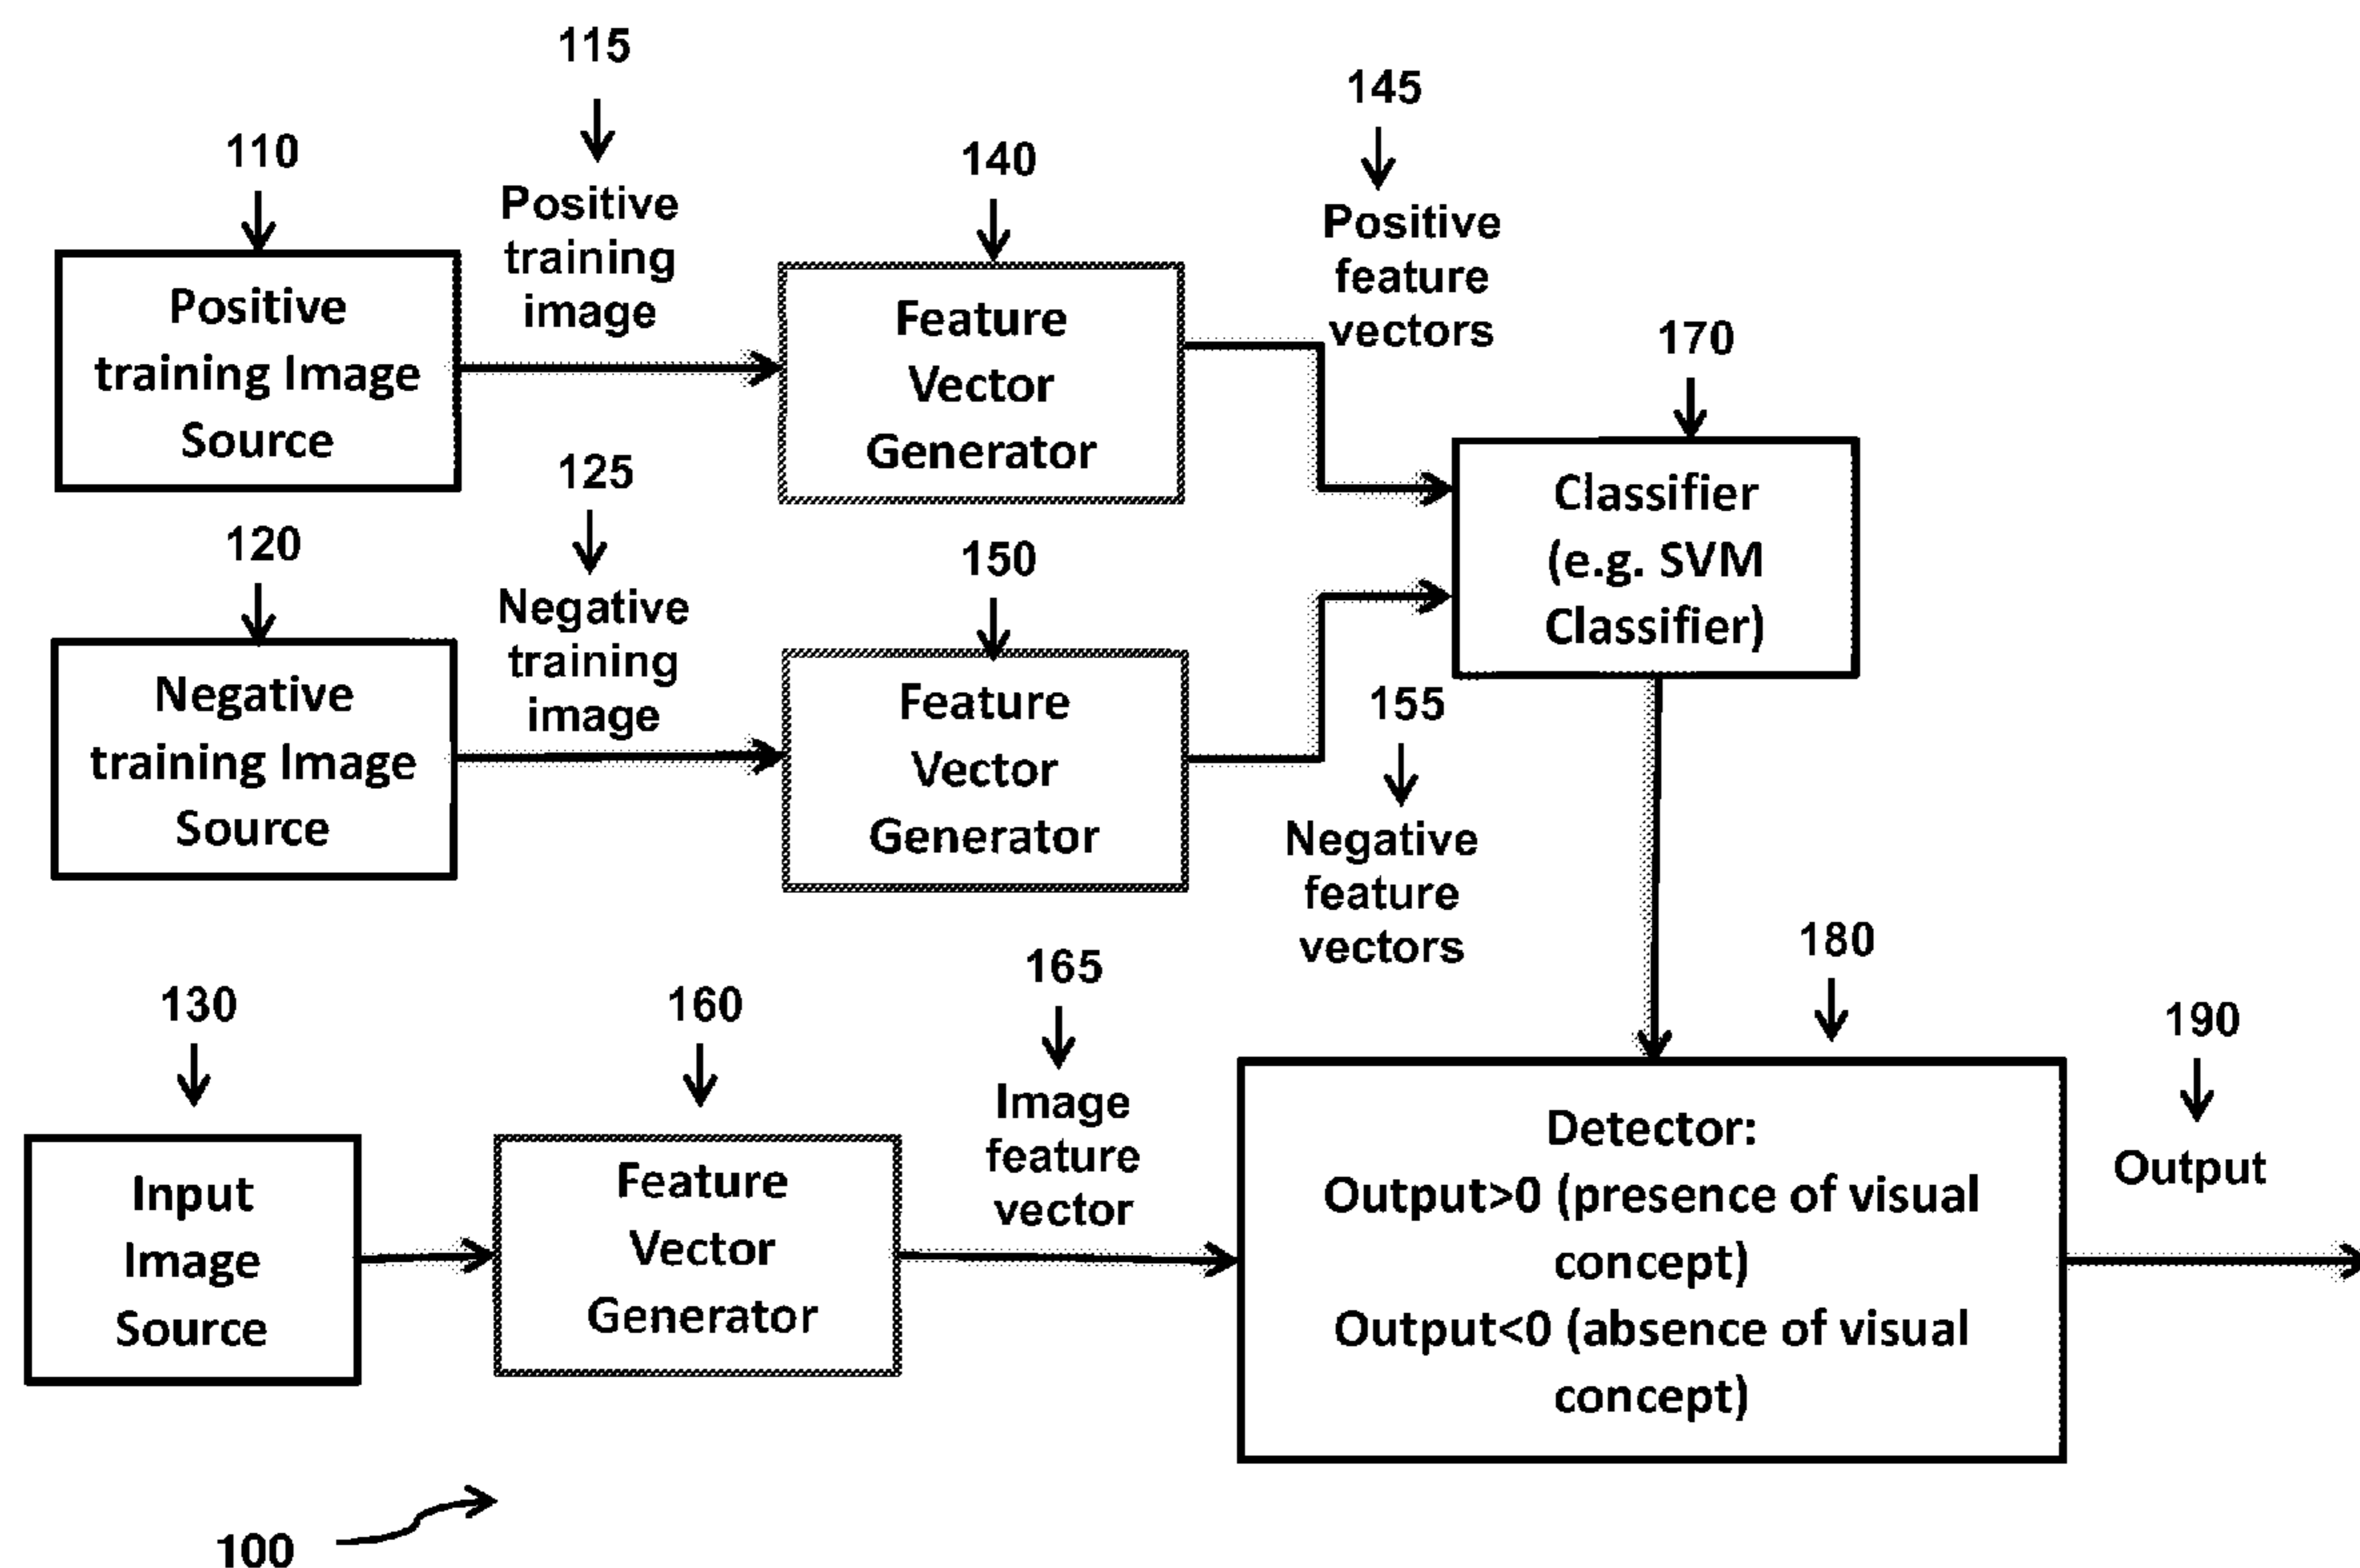 115
Positive
training
image
145
Positive
feature
vectors
110
Positive
training Image
Source
140
Feature
Vector
Generator
170
Classifier
(e.g. SVM
Classifier)
125
Negative
training
image
120
Negative
training Image
Source
150
Feature
Vector
Generator
155
Negative
feature
vectors
130
Input
Image
Source
160
Feature
Vector
Generator
165
Image
feature
vector
180
Detector:
Output>0 (presence of visual
concept)
Output<0 (absence of visual
concept)
190
Output
100